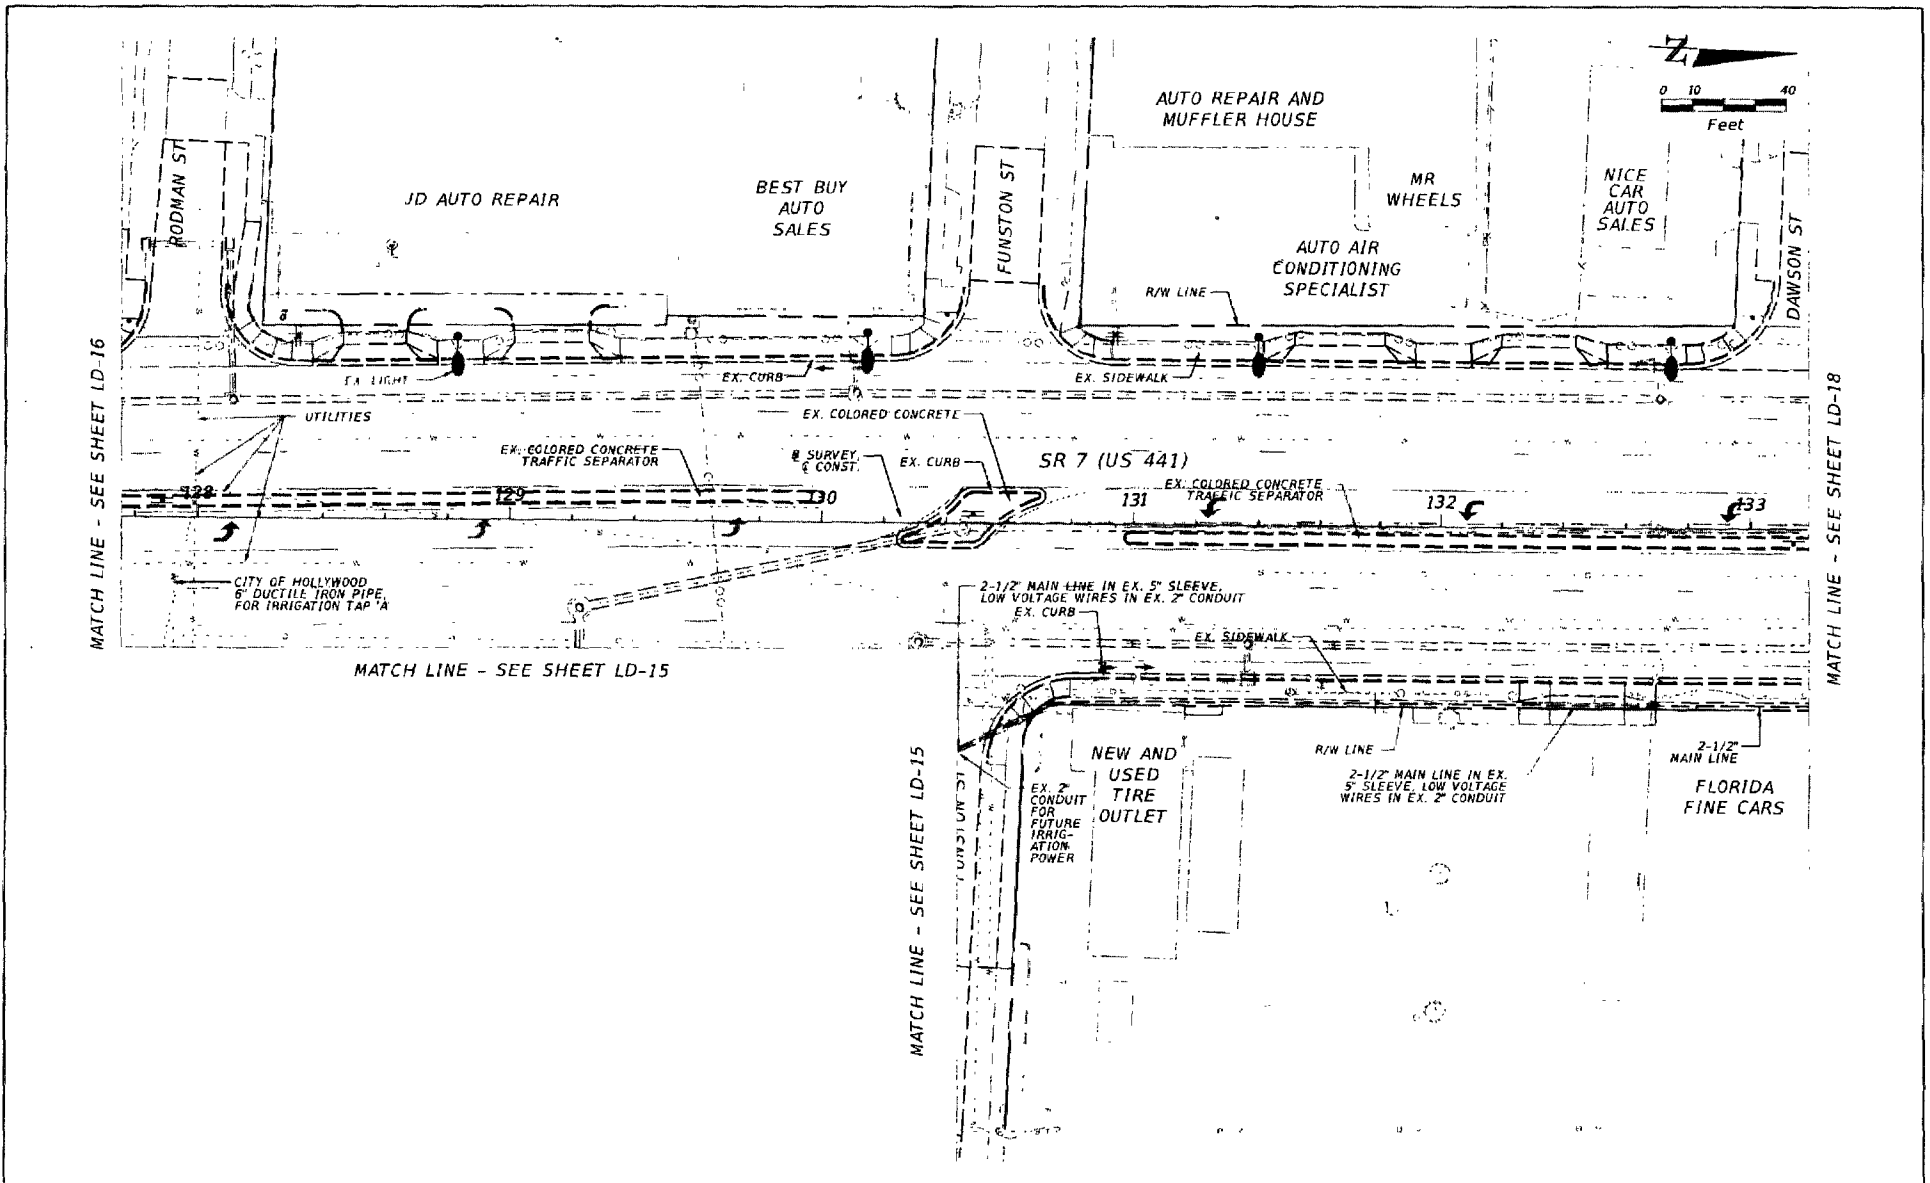 Z
0 10 40
Feet
AUTO REPAIR AND
MUFFLER HOUSE
RODMAN ST
JD AUTO REPAIR
BEST BUY
AUTO
SALES
FUNSTON ST
MR
WHEELS
NICE
CAR
AUTO
SALES
AUTO AIR
CONDITIONING
SPECIALIST
DAWSON ST
R/W LINE
MATCH LINE - SEE SHEET LD-16
EX. LIGHT
EX. CURB
EX. SIDEWALK
UTILITIES
EX. COLORED CONCRETE
EX. COLORED CONCRETE
TRAFFIC SEPARATOR
SURVEY,
CONST.
EX. CURB
SR 7 (US 441)
EX. COLORED CONCRETE
TRAFFIC SEPARATOR
128
129
130
131
132
133
MATCH LINE - SEE SHEET LD-18
CITY OF HOLLYWOOD
6" DUCTILE IRON PIPE,
FOR IRRIGATION TAP 'A'
2-1/2" MAIN LINE IN EX. 5" SLEEVE,
LOW VOLTAGE WIRES IN EX. 2" CONDUIT
EX. CURB
EX. SIDEWALK
MATCH LINE - SEE SHEET LD-15
MATCH LINE - SEE SHEET LD-15
FUNSTON ST
EX. 2"
CONDUIT
FOR
FUTURE
IRRIG-
ATION
POWER
NEW AND
USED
TIRE
OUTLET
R/W LINE
2-1/2" MAIN LINE IN EX.
5" SLEEVE, LOW VOLTAGE
WIRES IN EX. 2" CONDUIT
2-1/2"
MAIN LINE
FLORIDA
FINE CARS